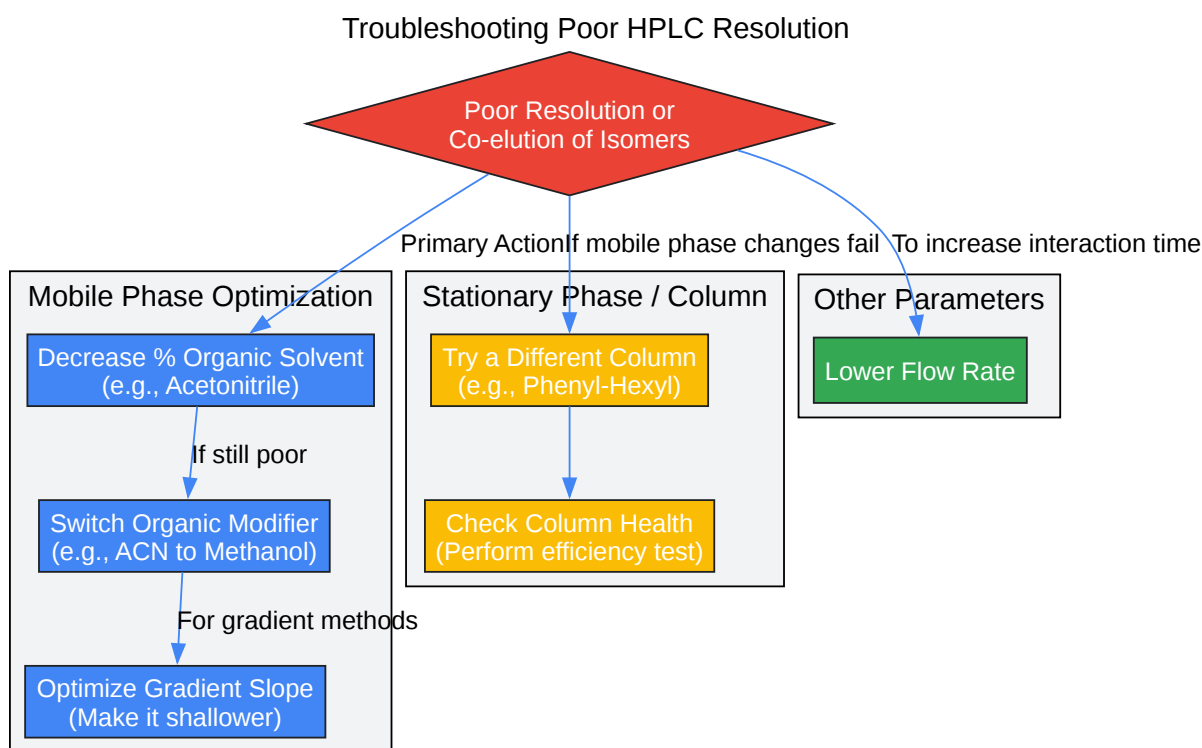 Troubleshooting Poor HPLC Resolution
Poor Resolution or
Co-elution of Isomers
Primary Action
If mobile phase changes fail
To increase interaction time
Mobile Phase Optimization
Decrease % Organic Solvent
(e.g., Acetonitrile)
If still poor
Switch Organic Modifier
(e.g., ACN to Methanol)
For gradient methods
Optimize Gradient Slope
(Make it shallower)
Stationary Phase / Column
Try a Different Column
(e.g., Phenyl-Hexyl)
Check Column Health
(Perform efficiency test)
Other Parameters
Lower Flow Rate